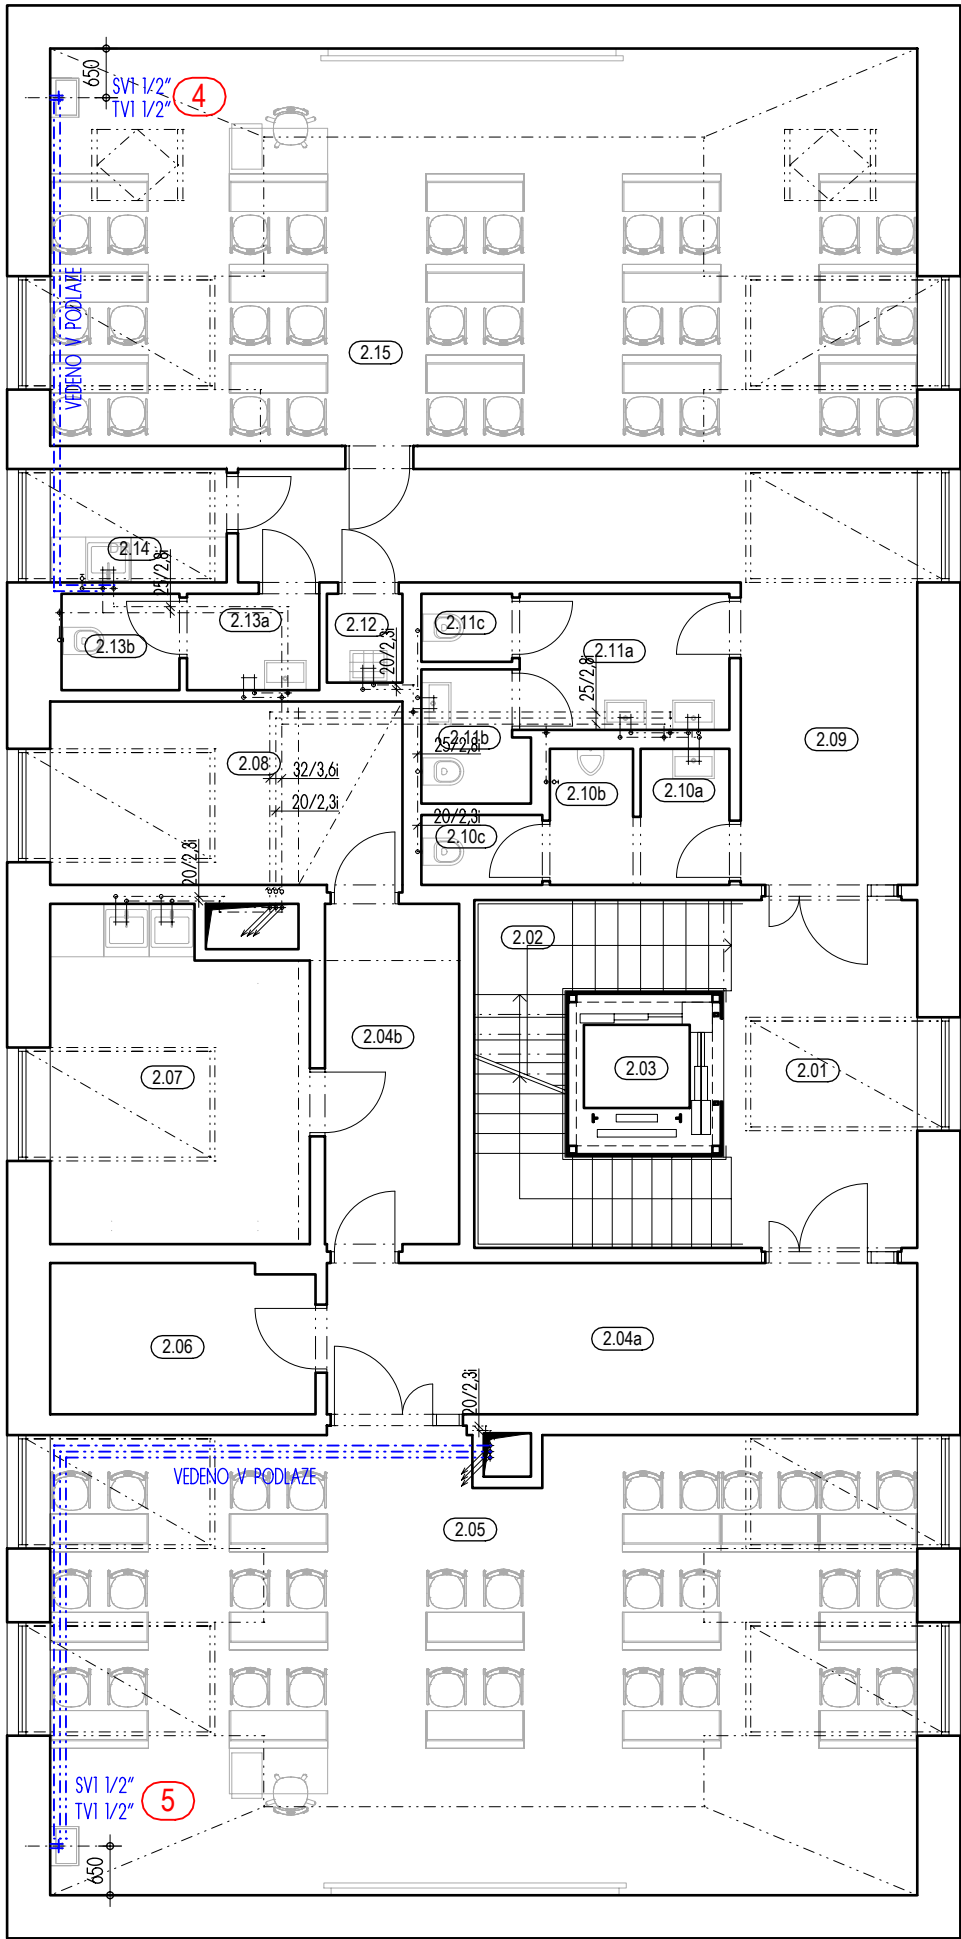 650
SV1 1/2"
TV1 1/2"
4
VEDENO V PODLAZE
2.15
2.14
25/2,8i
2.13b
2.13a
2.12
20/2,3i
2.11c
2.11a
25/2,8i
2.11b
25/2,8i
2.09
2.08
32/3,6i
20/2,3i
2.10b
2.10a
20/2,3i
2.10c
20/2,3i
2.02
2.04b
2.03
2.01
2.07
2.06
2.04a
20/2,3i
VEDENO V PODLAZE
2.05
SV1 1/2"
TV1 1/2"
5
650